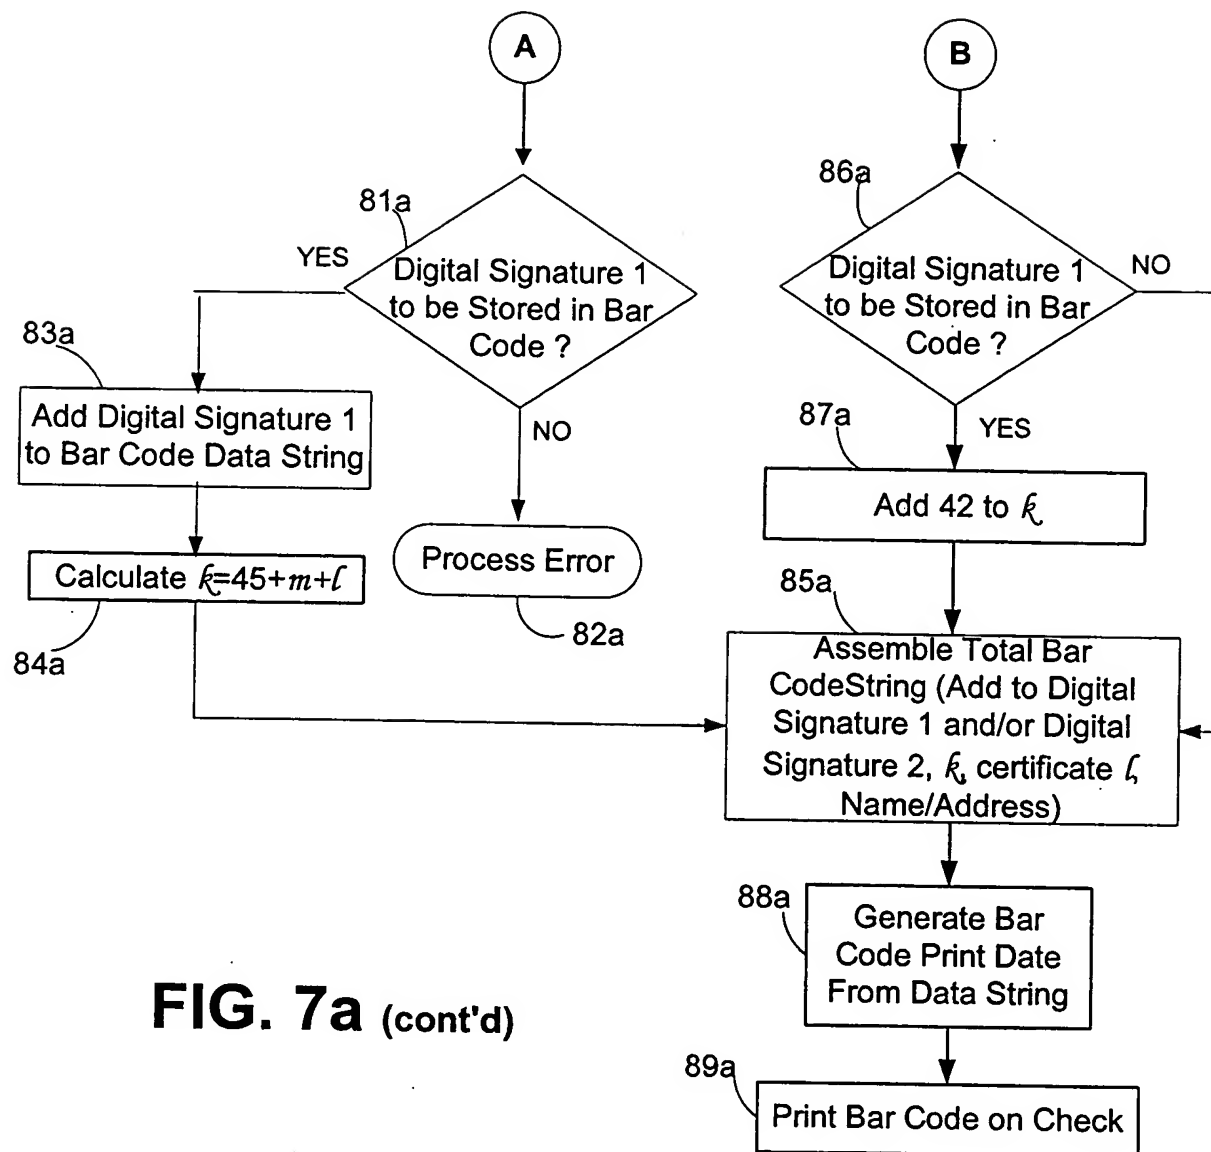 A
B
81a
YES
Digital Signature 1
to be Stored in Bar
Code ?
86a
NO
Digital Signature 1
to be Stored in Bar
Code ?
83a
Add Digital Signature 1
to Bar Code Data String
NO
87a
YES
Add 42 to k
Process Error
82a
Calculate k=45+m+l
84a
85a
Assemble Total Bar
CodeString (Add to Digital
Signature 1 and/or Digital
Signature 2, k, certificate l,
Name/Address)
88a
Generate Bar
Code Print Date
From Data String
FIG. 7a (cont'd)
89a
Print Bar Code on Check